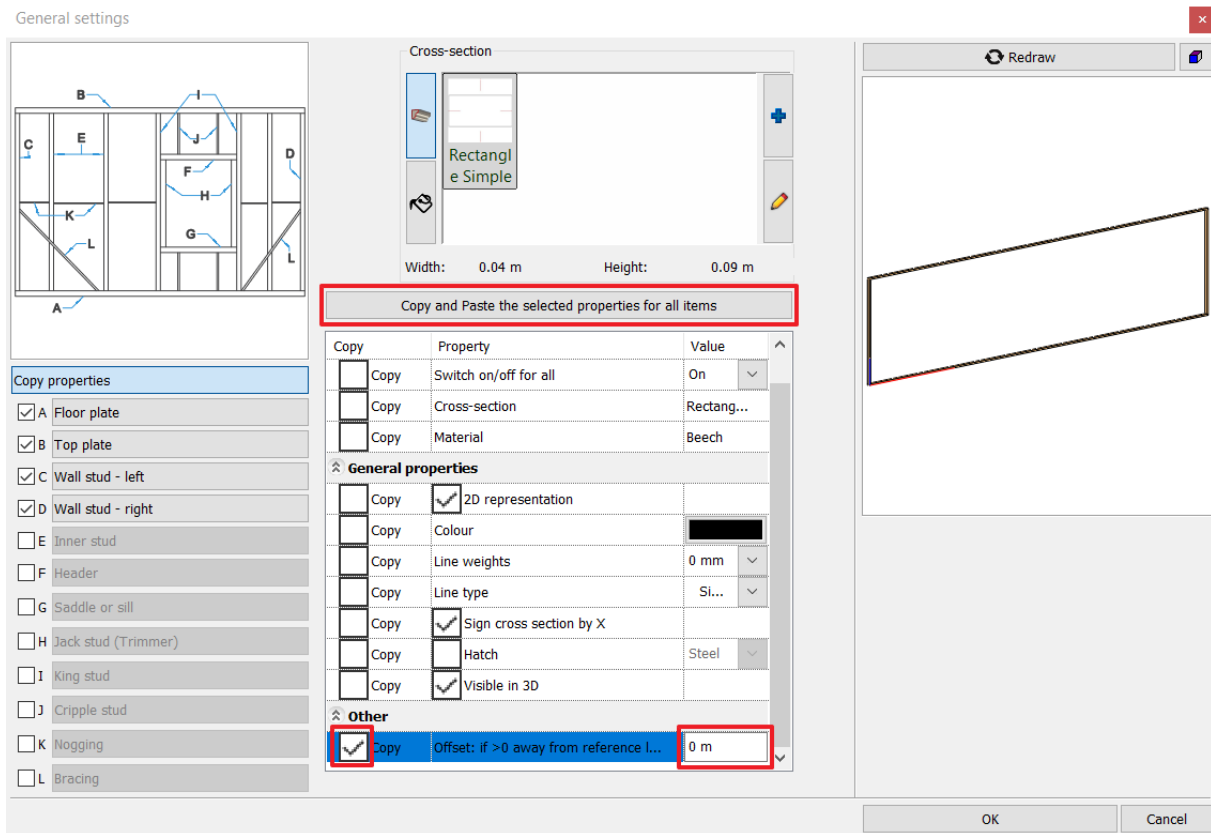 General settings
B
I
C
E
J
D
F
H
K
G
L
L
A
Copy properties
A Floor plate
B Top plate
C Wall stud - left
D Wall stud - right
E Inner stud
F Header
G Saddle or sill
H Jack stud (Trimmer)
I King stud
J Cripple stud
K Nogging
L Bracing
Cross-section
Rectangl
e Simple
Width: 0.04 m Height: 0.09 m
Copy and Paste the selected properties for all items
Copy Property Value
Copy Switch on/off for all On
Copy Cross-section Rectang...
Copy Material Beech
General properties
Copy 2D representation
Copy Colour
Copy Line weights 0 mm
Copy Line type Si...
Copy Sign cross section by X
Copy Hatch Steel
Copy Visible in 3D
Other
Copy Offset: if >0 away from reference l... 0 m
Redraw
OK Cancel